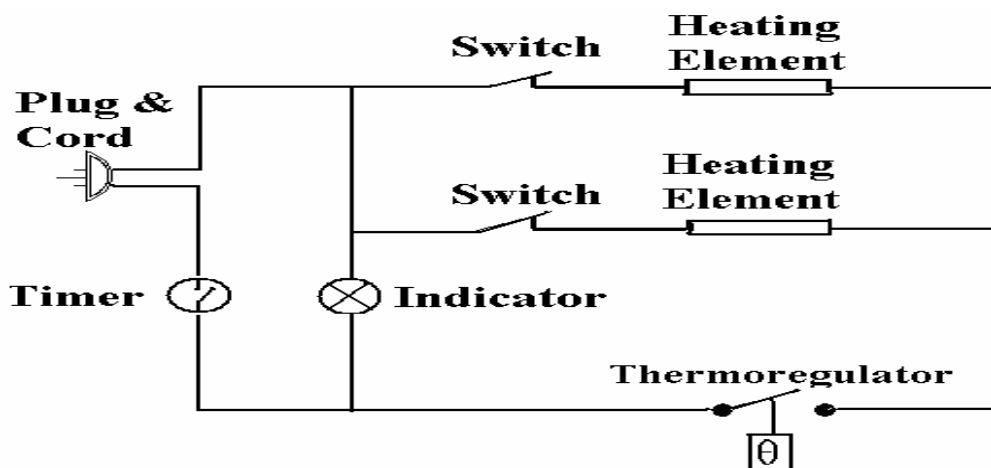 Heating
Element
Switch
Plug &
Cord
Heating
Element
Switch
Timer
Indicator
Thermoregulator
θ